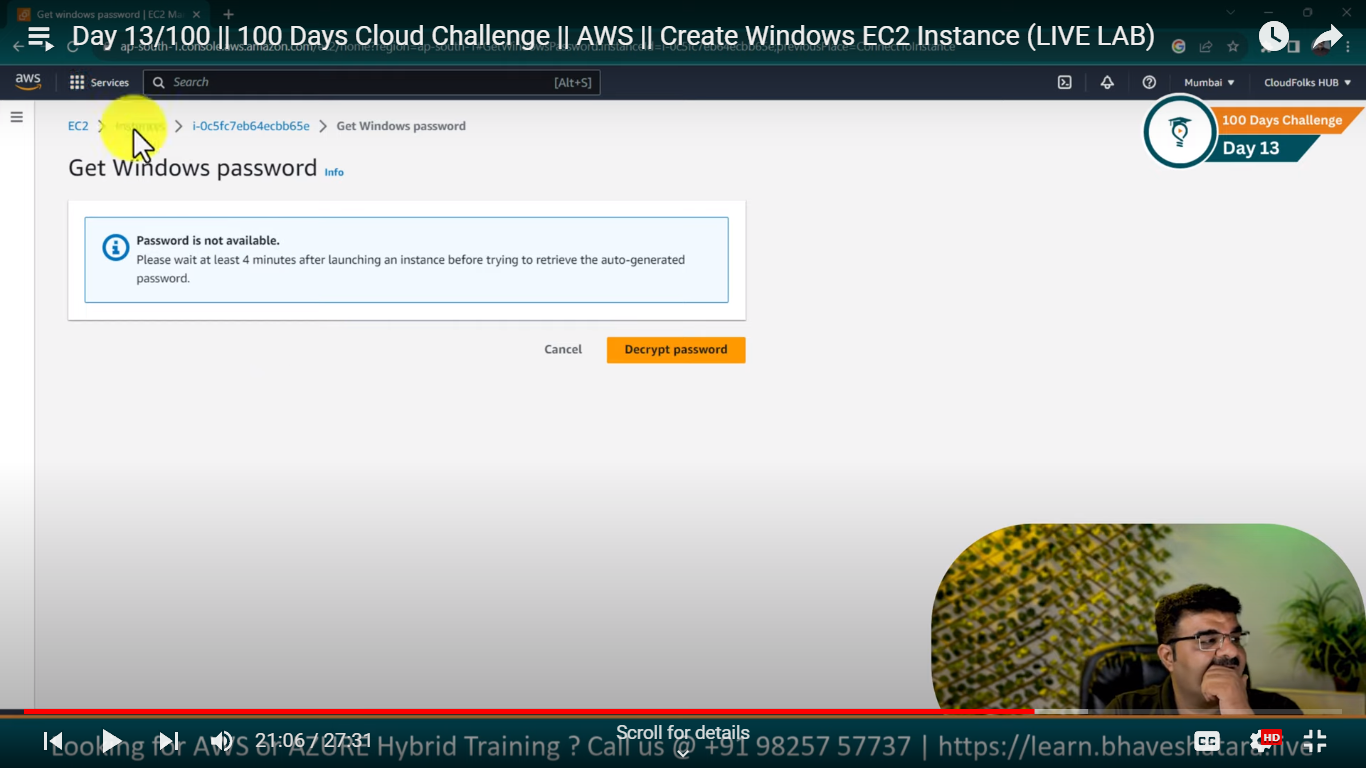 Get windows password | EC2 Ma
Day 13/100 || 100 Days Cloud Challenge || AWS || Create Windows EC2 Instance (LIVE LAB)
aws
Services
Search
[Alt+S]
Mumbai
CloudFolks HUB
EC2
Instances
i-0c5fc7eb64ecbb65e
Get Windows password
100 Days Challenge
Day 13
Get Windows password Info
Password is not available.
Please wait at least 4 minutes after launching an instance before trying to retrieve the auto-generated
password.
Cancel
Decrypt password
Scroll for details
21:06 / 27:31
Looking for AWS or AZURE Hybrid Training ? Call us +91 98257 57737 | https://learn.bhaveshatara.live
CC
HD